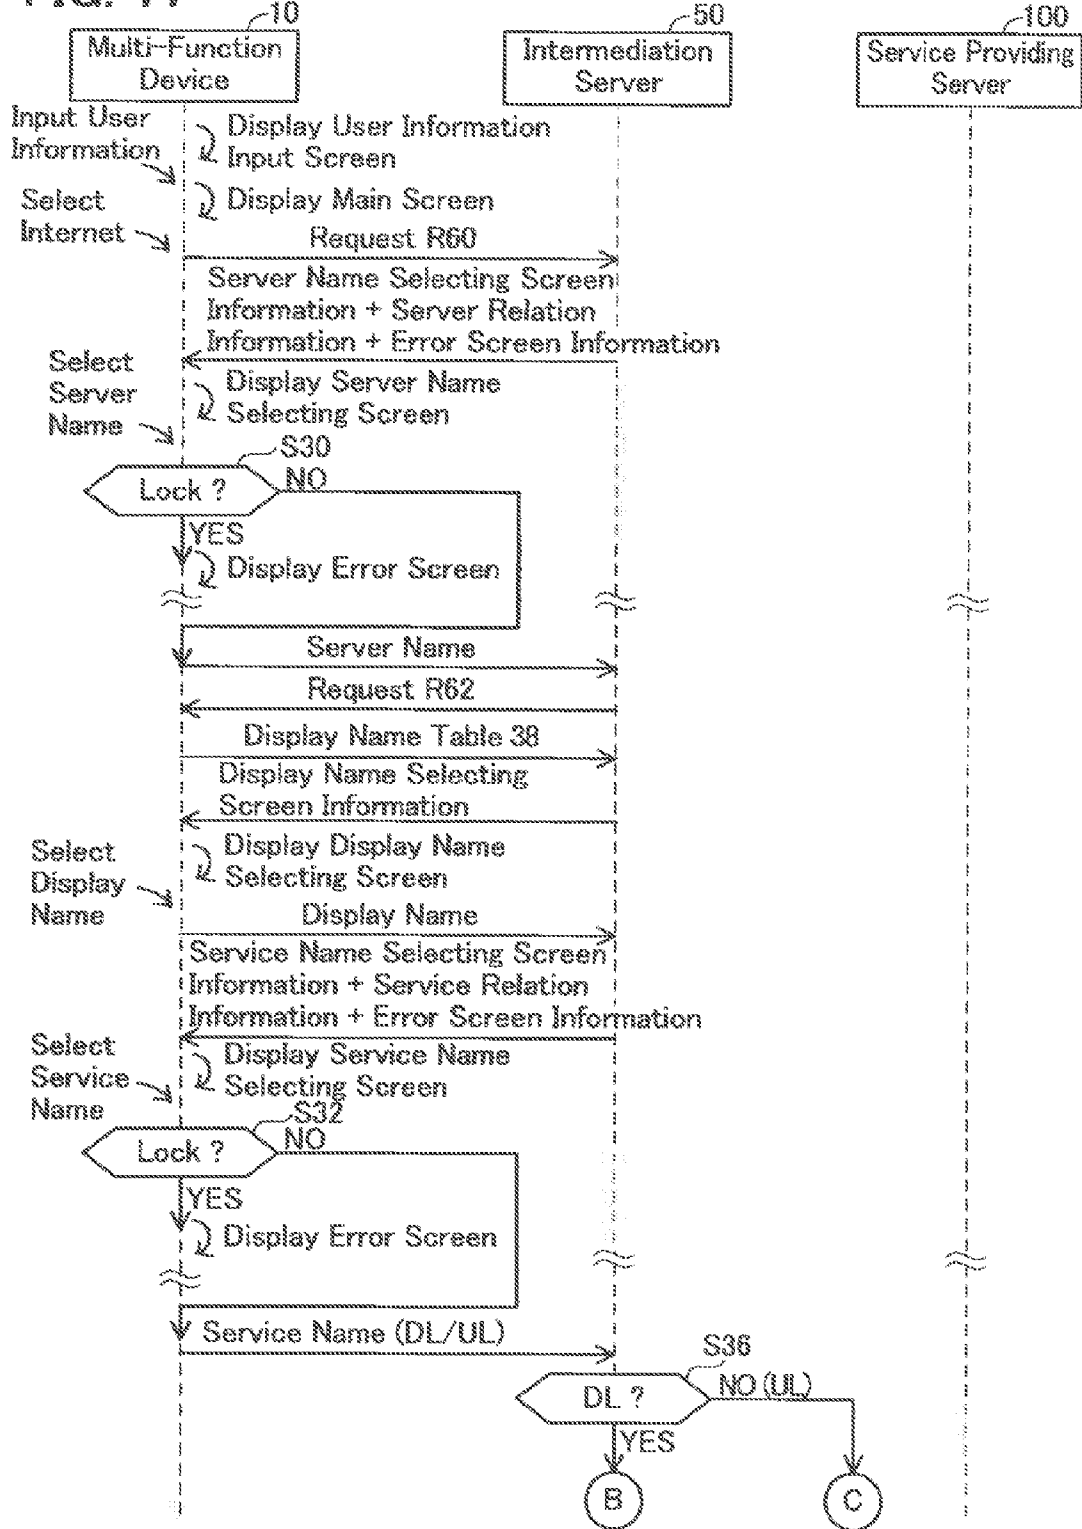 10
50
100
Multi-Function
Device
Intermediation
Server
Service Providing
Server
Input User
Information
Display User Information
Input Screen
Display Main Screen
Select
Internet
Request R60
Server Name Selecting Screen
Information + Server Relation
Information + Error Screen Information
Select
Server
Name
Display Server Name
Selecting Screen
S30
Lock ?
NO
YES
Display Error Screen
Server Name
Request R62
Display Name Table 38
Display Name Selecting
Screen Information
Select
Display
Name
Display Display Name
Selecting Screen
Display Name
Service Name Selecting Screen
Information + Service Relation
Information + Error Screen Information
Select
Service
Name
Display Service Name
Selecting Screen
S32
Lock ?
NO
YES
Display Error Screen
Service Name (DL/UL)
S36
DL ?
NO (UL)
YES
B
C